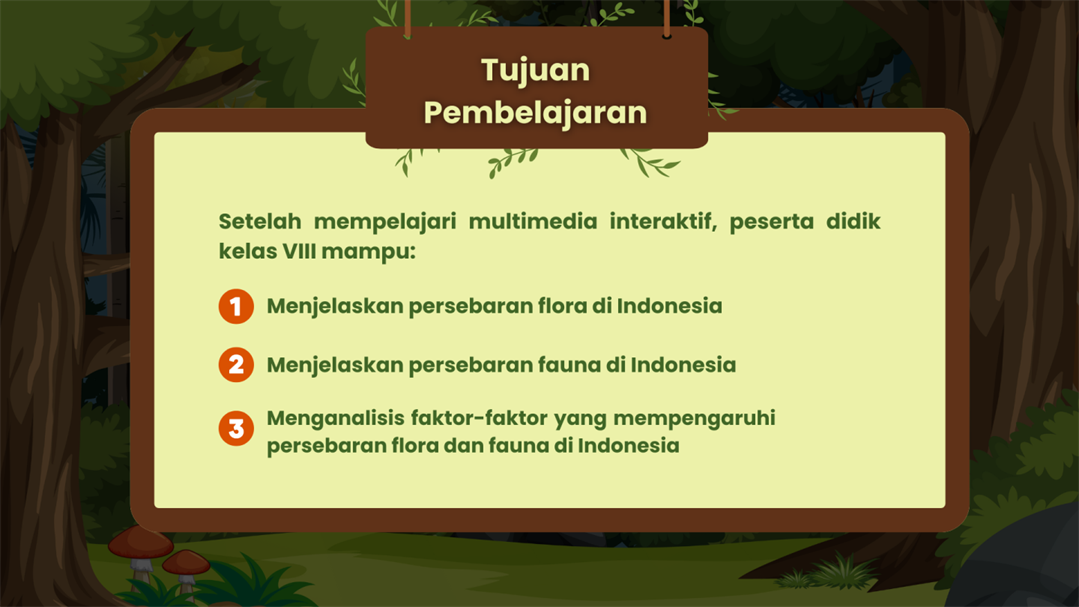 Tujuan
Pembelajaran
Setelah mempelajari multimedia interaktif, peserta didik
kelas VIII mampu:
1 Menjelaskan persebaran flora di Indonesia
2 Menjelaskan persebaran fauna di Indonesia
3 Menganalisis faktor-faktor yang mempengaruhi
persebaran flora dan fauna di Indonesia